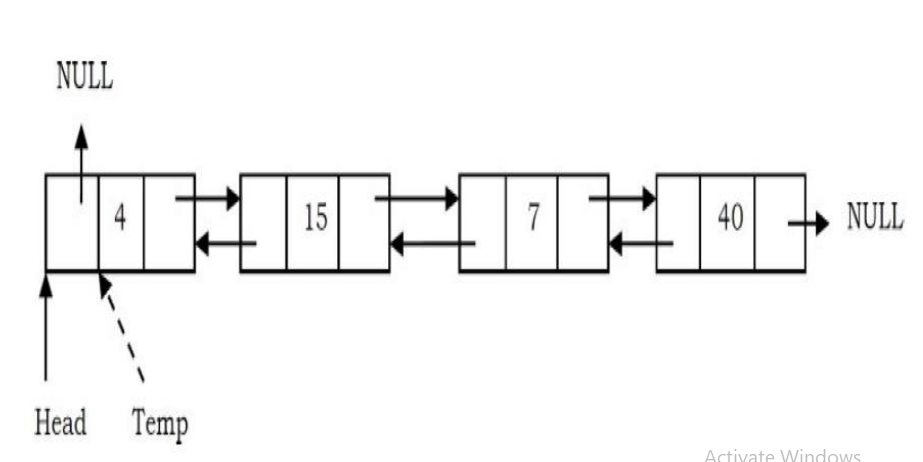 NULL
4 15 7 40 NULL
Head Temp
Activate Windows